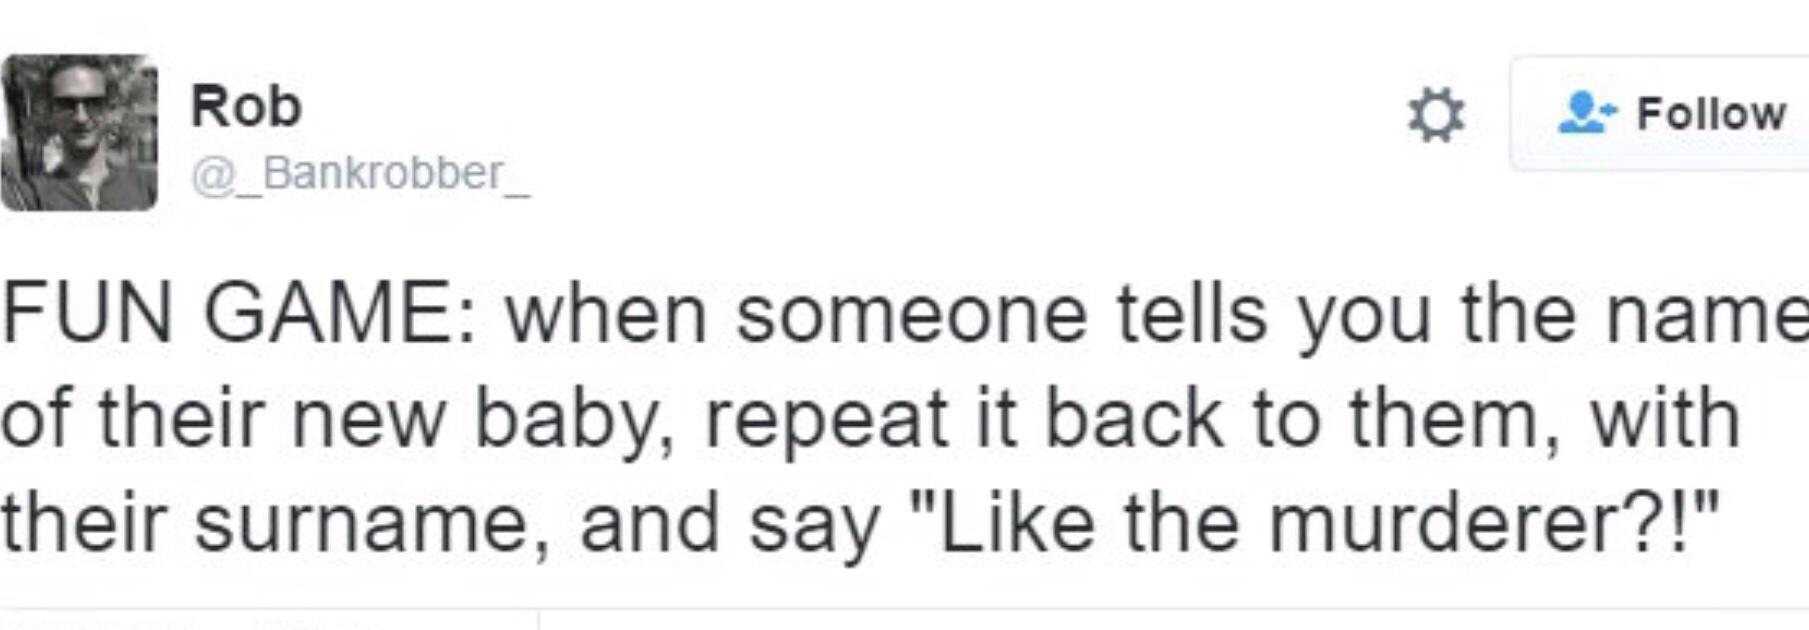 Rob
Follow
@_Bankrobber_
FUN GAME: when someone tells you the name
of their new baby, repeat it back to them, with
their surname, and say "Like the murderer?!"